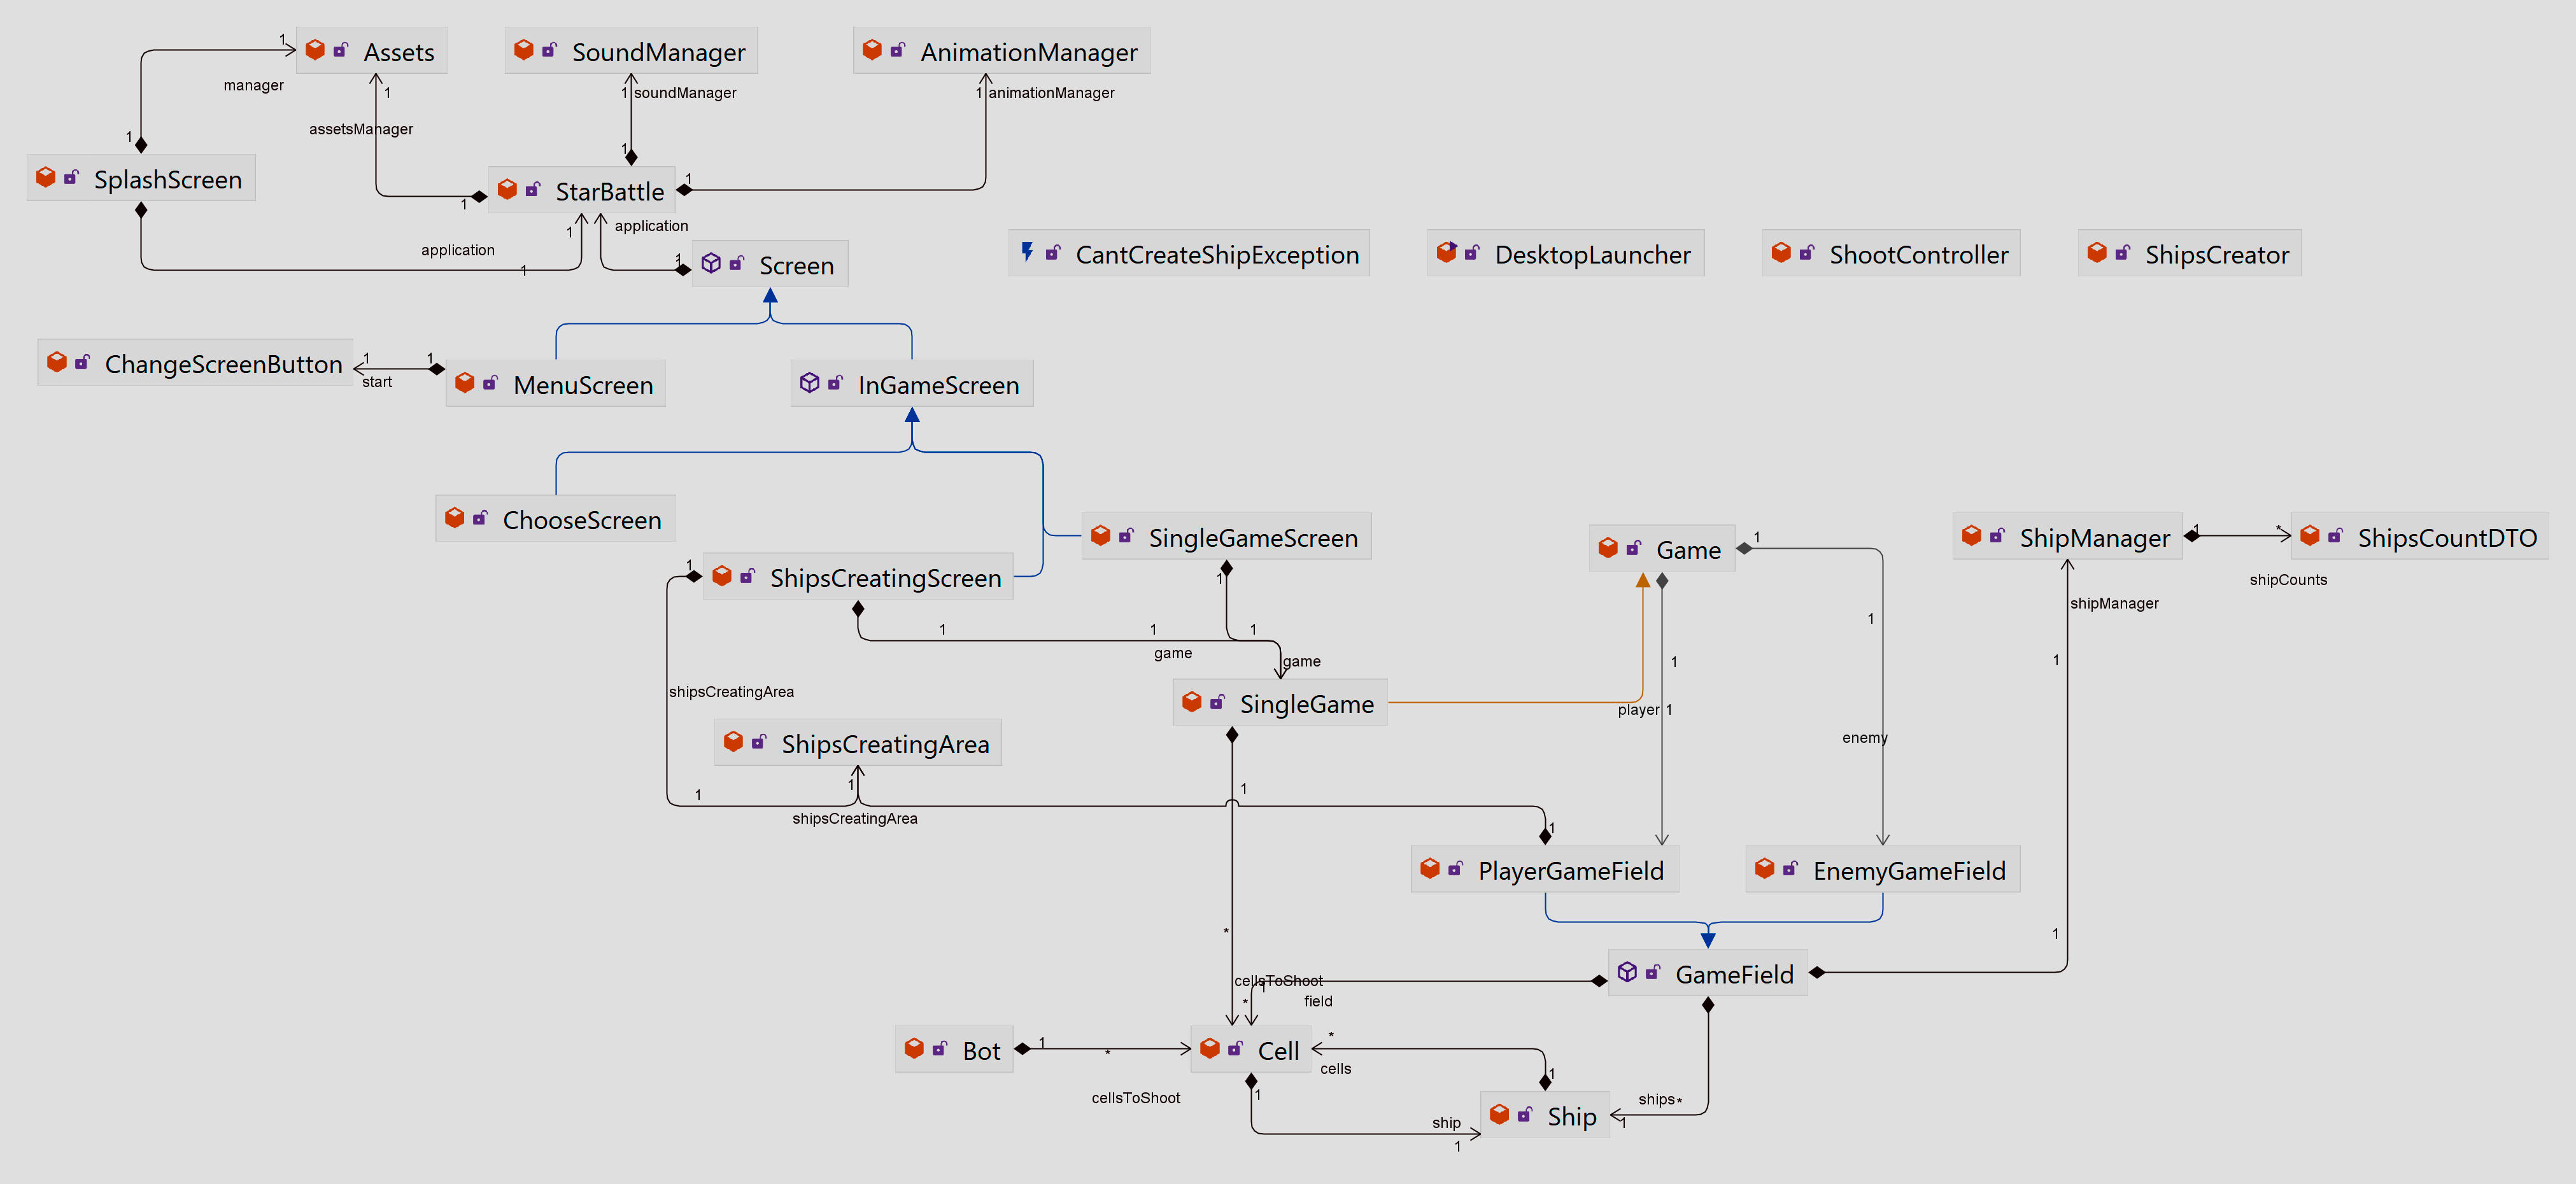 1
Assets
SoundManager
AnimationManager
manager
1
1 soundManager
1 animationManager
assetsManager
1
1
SplashScreen
1
StarBattle
1
1
application
1
application
1
1
Screen
CantCreateShipException
DesktopLauncher
ShootController
ShipsCreator
ChangeScreenButton
1
1
start
MenuScreen
InGameScreen
ChooseScreen
SingleGameScreen
Game
1
ShipManager
1
*
ShipsCountDTO
1
ShipsCreatingScreen
1
shipCounts
shipManager
1
1
1
1
game
game
1
1
shipsCreatingArea
SingleGame
player 1
enemy
ShipsCreatingArea
1
1
1
shipsCreatingArea
1
PlayerGameField
EnemyGameField
*
1
cellsToShoot
1
*
field
GameField
Bot
1
*
Cell
*
cells
cellsToShoot
1
1
ship
1
Ship
ships *
1